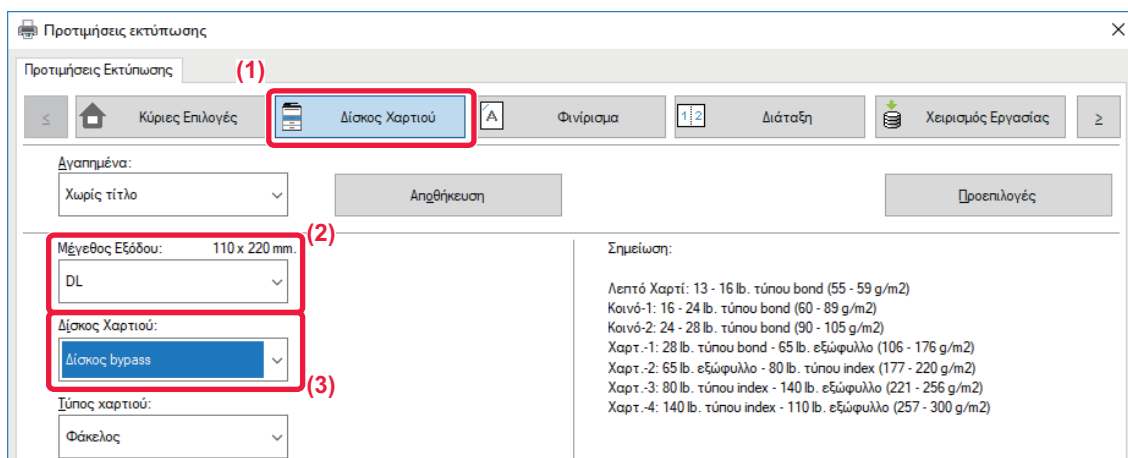 Προτιμήσεις εκτύπωσης
Προτιμήσεις Εκτύπωσης
(1)
< Κύριες Επιλογές Δίσκος Χαρτιού A Φινίρισμα 1 2 Διάταξη Χειρισμός Εργασίας >
Αγαπημένα:
Χωρίς τίτλο Αποθήκευση Προεπιλογές
(2)
Μέγεθος Εξόδου: 110 x 220 mm.
DL
Δίσκος Χαρτιού:
Δίσκος bypass
(3)
Τύπος χαρτιού:
Φάκελος
Σημείωση:
Λεπτό Χαρτί: 13 - 16 lb. τύπου bond (55 - 59 g/m2)
Κοινό-1: 16 - 24 lb. τύπου bond (60 - 89 g/m2)
Κοινό-2: 24 - 28 lb. τύπου bond (90 - 105 g/m2)
Χαρτ.-1: 28 lb. τύπου bond - 65 lb. εξώφυλλο (106 - 176 g/m2)
Χαρτ.-2: 65 lb. εξώφυλλο - 80 lb. τύπου index (177 - 220 g/m2)
Χαρτ.-3: 80 lb. τύπου index - 140 lb. εξώφυλλο (221 - 256 g/m2)
Χαρτ.-4: 140 lb. τύπου index - 110 lb. εξώφυλλο (257 - 300 g/m2)